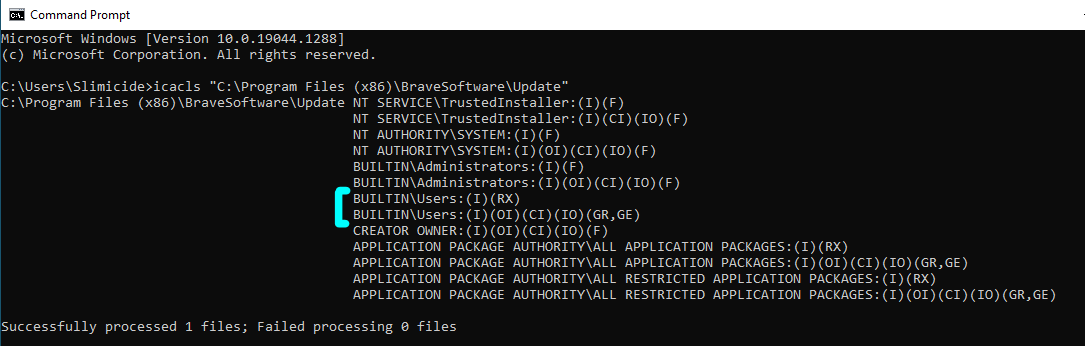 Command Prompt
Microsoft Windows [Version 10.0.19044.1288]
(c) Microsoft Corporation. All rights reserved.
C:\Users\Slimicide>icacls "C:\Program Files (x86)\BraveSoftware\Update"
C:\Program Files (x86)\BraveSoftware\Update NT SERVICE\TrustedInstaller:(I)(F)
NT SERVICE\TrustedInstaller:(I)(CI)(IO)(F)
NT AUTHORITY\SYSTEM:(I)(F)
NT AUTHORITY\SYSTEM:(I)(OI)(CI)(IO)(F)
BUILTIN\Administrators:(I)(F)
BUILTIN\Administrators:(I)(OI)(CI)(IO)(F)
BUILTIN\Users:(I)(RX)
BUILTIN\Users:(I)(OI)(CI)(IO)(GR,GE)
CREATOR OWNER:(I)(OI)(CI)(IO)(F)
APPLICATION PACKAGE AUTHORITY\ALL APPLICATION PACKAGES:(I)(RX)
APPLICATION PACKAGE AUTHORITY\ALL APPLICATION PACKAGES:(I)(OI)(CI)(IO)(GR,GE)
APPLICATION PACKAGE AUTHORITY\ALL RESTRICTED APPLICATION PACKAGES:(I)(RX)
APPLICATION PACKAGE AUTHORITY\ALL RESTRICTED APPLICATION PACKAGES:(I)(OI)(CI)(IO)(GR,GE)
Successfully processed 1 files; Failed processing 0 files